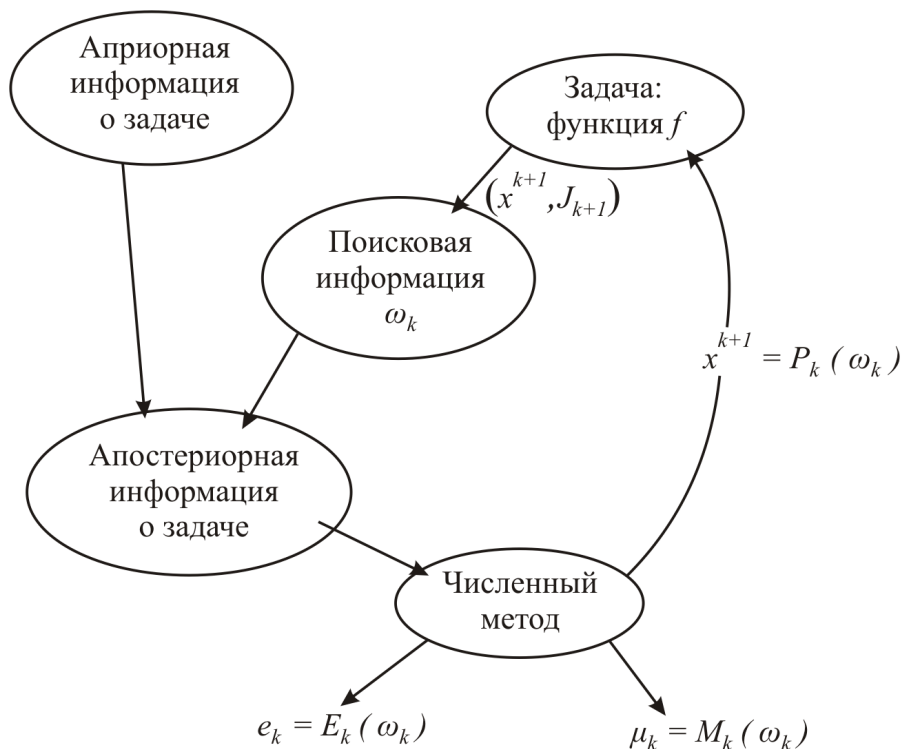 Априорная
информация
о задаче
Задача:
функция f
(x^{k+1}, J_{k+1})
Поисковая
информация
ω_k
x^{k+1} = P_k ( ω_k )
Апостериорная
информация
о задаче
Численный
метод
e_k = E_k ( ω_k )
μ_k = M_k ( ω_k )